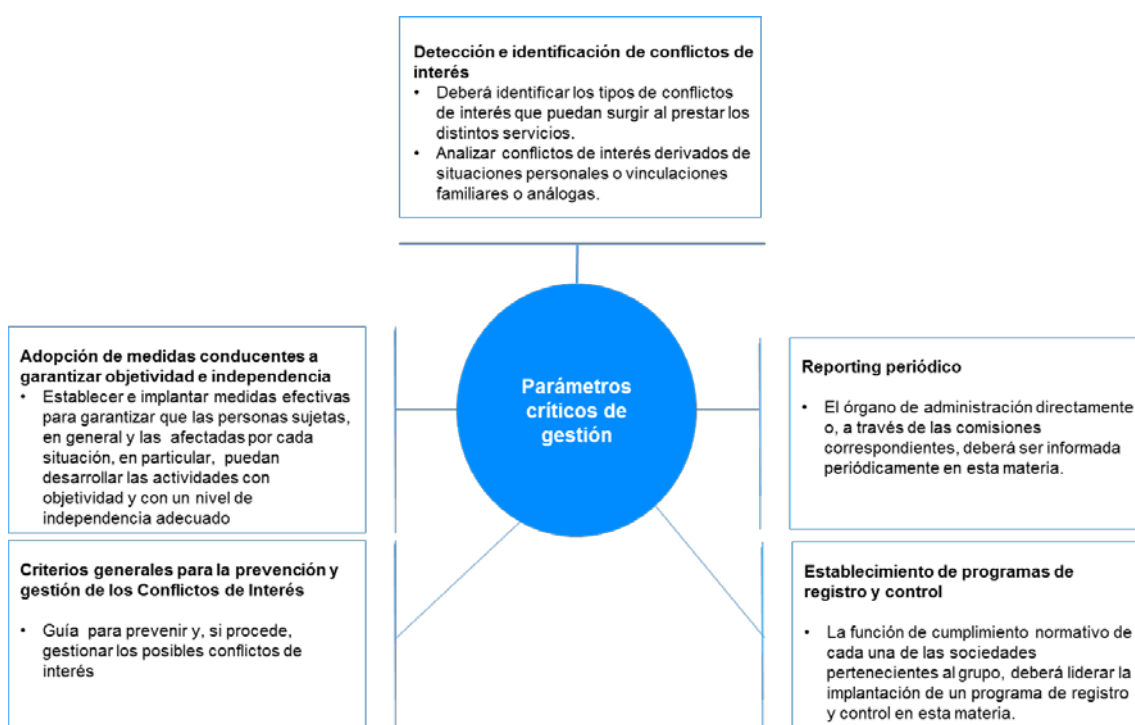 Detección e identificación de conflictos de
interés
• Deberá identificar los tipos de conflictos
de interés que puedan surgir al prestar los
distintos servicios.
• Analizar conflictos de interés derivados de
situaciones personales o vinculaciones
familiares o análogas.
Adopción de medidas conducentes a
garantizar objetividad e independencia
• Establecer e implantar medidas efectivas
para garantizar que las personas sujetas,
en general y las afectadas por cada
situación, en particular, puedan
desarrollar las actividades con
objetividad y con un nivel de
independencia adecuado
Parámetros
críticos de
gestión
Reporting periódico
• El órgano de administración directamente
o, a través de las comisiones
correspondientes, deberá ser informada
periódicamente en esta materia.
Criterios generales para la prevención y
gestión de los Conflictos de Interés
• Guía para prevenir y, si procede,
gestionar los posibles conflictos de
interés
Establecimiento de programas de
registro y control
• La función de cumplimiento normativo de
cada una de las sociedades
pertenecientes al grupo, deberá liderar la
implantación de un programa de registro
y control en esta materia.